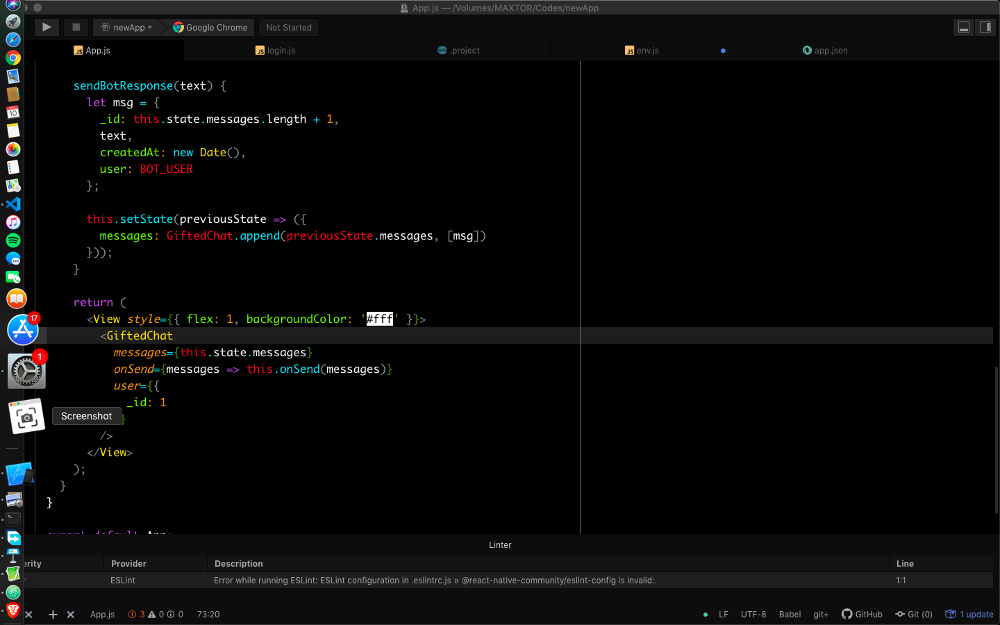 App.js — /Volumes/MAXTOR/Codes/newApp
newApp
Google Chrome
Not Started
App.js
login.js
.project
env.js
app.json
sendBotResponse(text) {
let msg = {
_id: this.state.messages.length + 1,
text,
createdAt: new Date(),
user: BOT_USER
};
this.setState(previousState => ({
messages: GiftedChat.append(previousState.messages, [msg])
}));
}
return (
<View style={{ flex: 1, backgroundColor: '#fff' }}>
<GiftedChat
messages={this.state.messages}
onSend={messages => this.onSend(messages)}
user={{
_id: 1
}
/>
</View>
);
}
}
export default App;
10
17
1
Screenshot
Linter
erity
Provider
Description
Line
r
ESLint
Error while running ESLint: ESLint configuration in .eslintrc.js » @react-native-community/eslint-config is invalid:.
1:1
App.js
3
0
0
73:20
LF
UTF-8
Babel
git+
GitHub
Git (0)
1 update